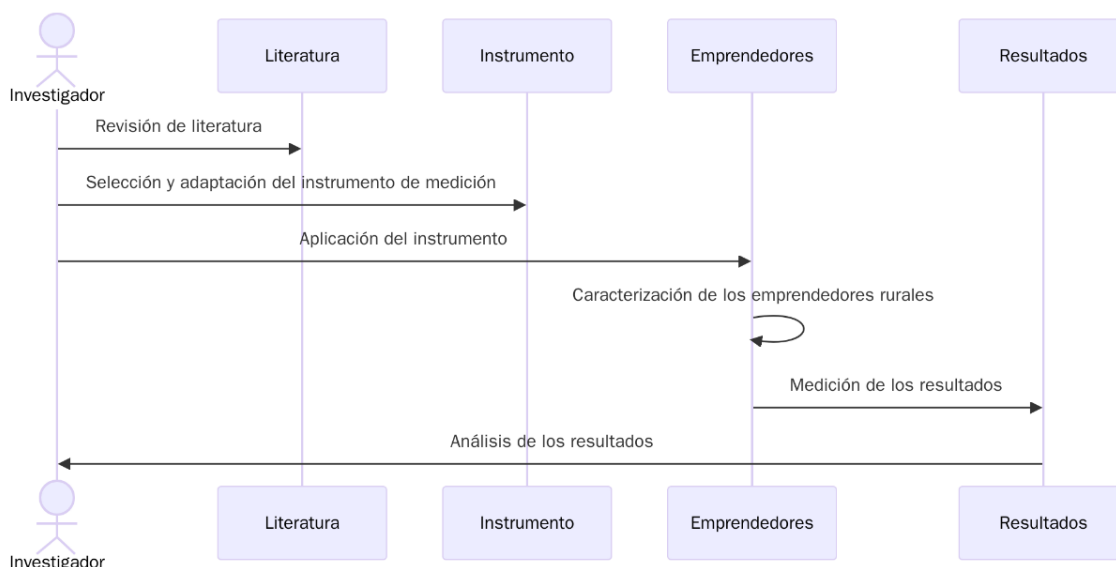 Literatura
Instrumento
Emprendedores
Resultados
Investigador
Revisión de literatura
Selección y adaptación del instrumento de medición
Aplicación del instrumento
Caracterización de los emprendedores rurales
Medición de los resultados
Análisis de los resultados
Literatura
Instrumento
Emprendedores
Resultados
Investigador